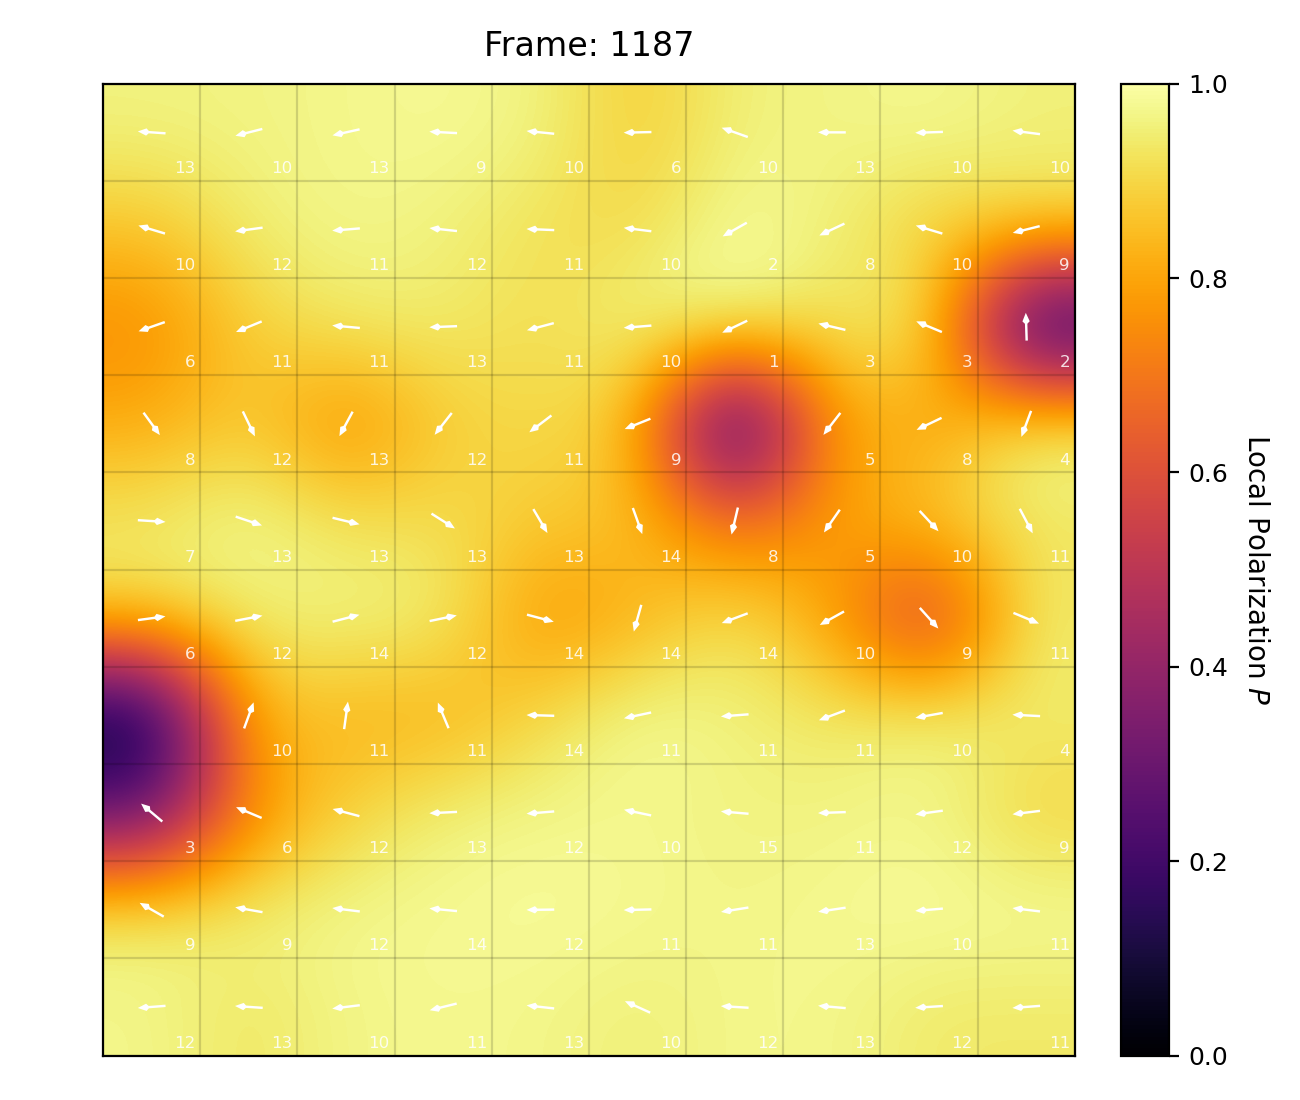 Frame: 1187
13 10 13 9 10 6 10 13 10 10
10 12 11 12 11 10 2 8 10 9
6 11 11 13 11 10 1 3 3 2
8 12 13 12 11 9 5 8 4
7 13 13 13 13 14 8 5 10 11
6 12 14 12 14 14 14 10 9 11
10 11 11 14 11 11 11 10 4
3 6 12 13 12 10 15 11 12 9
9 9 12 14 12 11 11 13 10 11
12 13 10 11 13 10 12 13 12 11
1.0
0.8
0.6
0.4
0.2
0.0
Local Polarization P